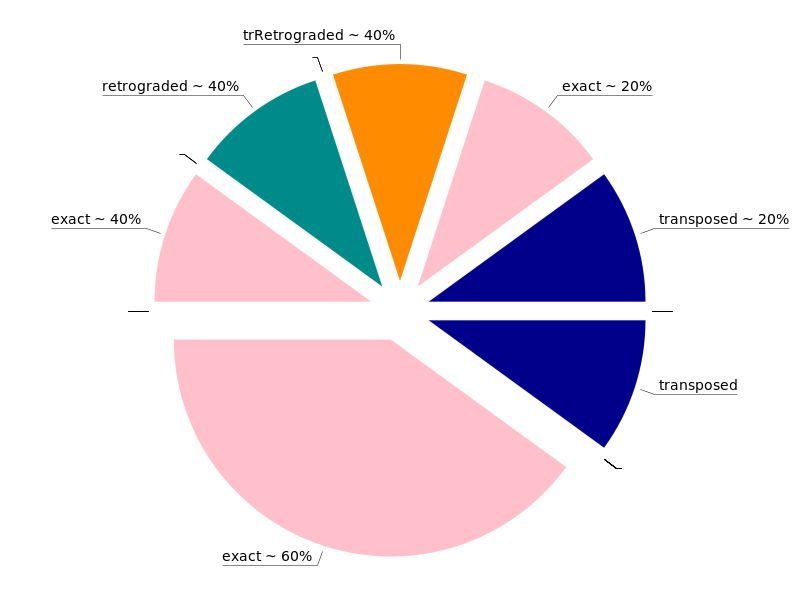 trRetrograded ~ 40%
retrograded ~ 40%
exact ~ 20%
exact ~ 40%
transposed ~ 20%
transposed
exact ~ 60%